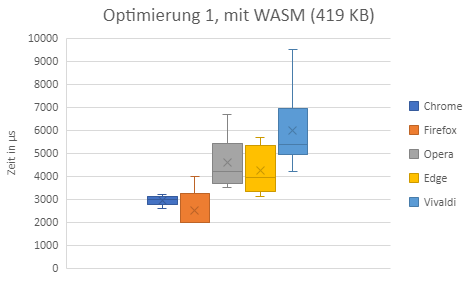 Optimierung 1, mit WASM (419 KB)
10000
9000
8000
7000
6000
5000
4000
3000
2000
1000
0
Zeit in µs
Chrome
Firefox
Opera
Edge
Vivaldi